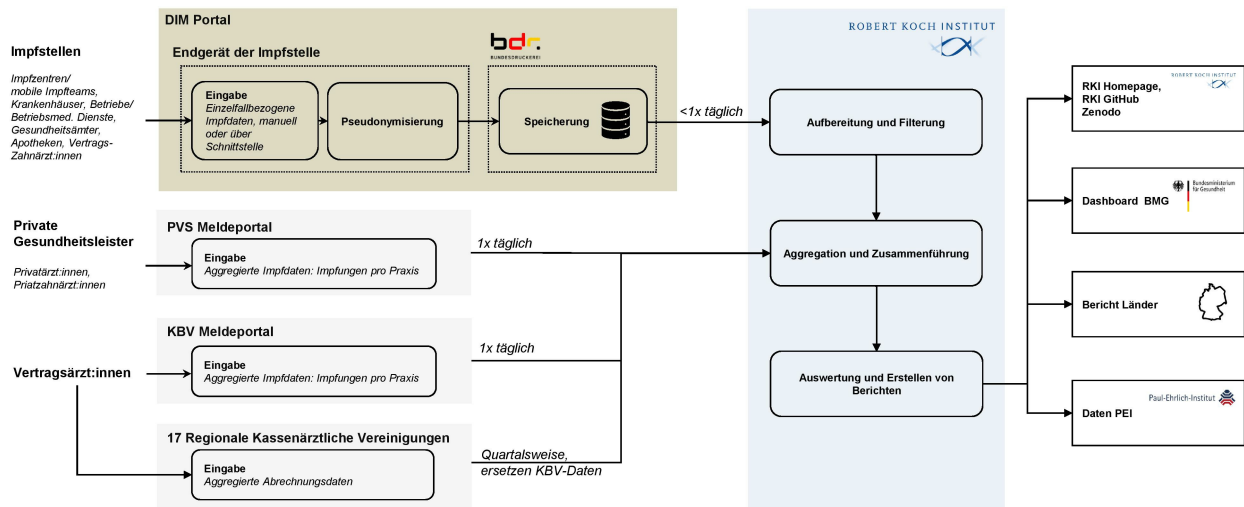 Impfstellen
Impfzentren/
mobile Impfteams,
Krankenhäuser, Betriebe/
Betriebsmed. Dienste,
Gesundheitsämter,
Apotheken, Vertrags-
Zahnärzt:innen
DIM Portal
Endgerät der Impfstelle
Eingabe
Einzelfallbezogene
Impfdaten, manuell
oder über
Schnittstelle
Pseudonymisierung
bdr.
BUNDESDRUCKEREI
Speicherung
<1x täglich
ROBERT KOCH INSTITUT
Aufbereitung und Filterung
Private
Gesundheitsleister
Privatärzt:innen,
Priatzahnärzt:innen
PVS Meldeportal
Eingabe
Aggregierte Impfdaten: Impfungen pro Praxis
1x täglich
Aggregation und Zusammenführung
Vertragsärzt:innen
KBV Meldeportal
Eingabe
Aggregierte Impfdaten: Impfungen pro Praxis
1x täglich
17 Regionale Kassenärztliche Vereinigungen
Eingabe
Aggregierte Abrechnungsdaten
Quartalsweise,
ersetzen KBV-Daten
Auswertung und Erstellen von
Berichten
RKI Homepage,
RKI GitHub
Zenodo
ROBERT KOCH INSTITUT
Dashboard BMG
Bundesministerium
für Gesundheit
Bericht Länder
Daten PEI
Paul-Ehrlich-Institut